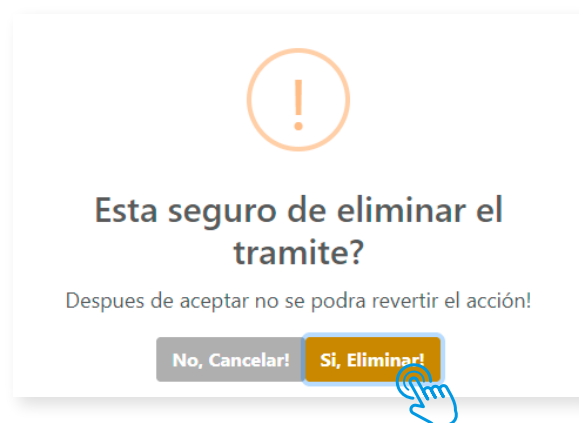 Esta seguro de eliminar el
tramite?
Despues de aceptar no se podra revertir el acción!
No, Cancelar! Si, Eliminar!